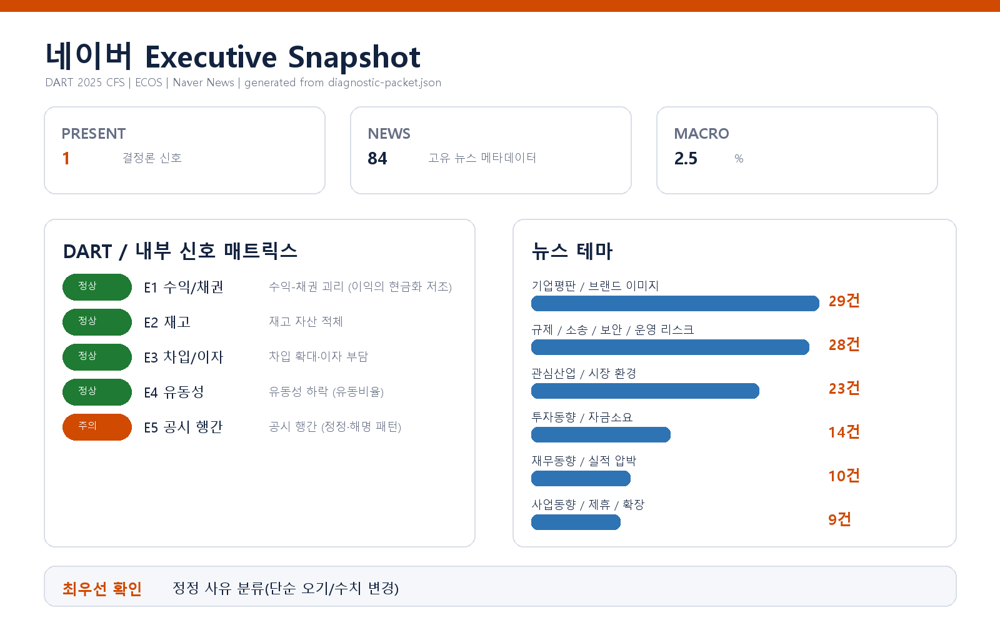 네이버 Executive Snapshot
DART 2025 CFS | ECOS | Naver News | generated from diagnostic-packet.json
PRESENT
1 결정론 신호
NEWS
84 고유 뉴스 메타데이터
MACRO
2.5 %
DART / 내부 신호 매트릭스
정상 E1 수익/채권 수익-채권 괴리 (이익의 현금화 저조)
정상 E2 재고 재고 자산 적체
정상 E3 차입/이자 차입 확대·이자 부담
정상 E4 유동성 유동성 하락 (유동비율)
주의 E5 공시 행간 공시 행간 (정정·해명 패턴)
뉴스 테마
기업평판 / 브랜드 이미지
29건
규제 / 소송 / 보안 / 운영 리스크
28건
관심산업 / 시장 환경
23건
투자동향 / 자금소요
14건
재무동향 / 실적 압박
10건
사업동향 / 제휴 / 확장
9건
최우선 확인 정정 사유 분류(단순 오기/수치 변경)